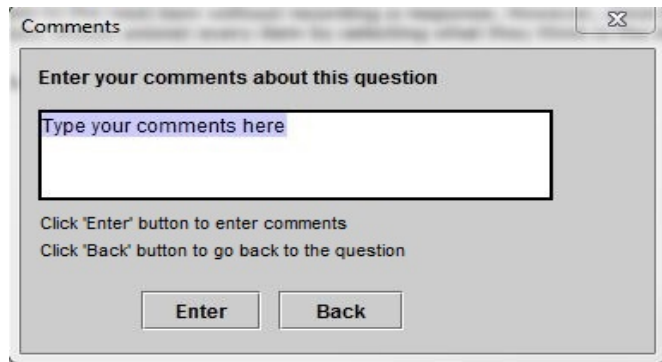 Comments
Enter your comments about this question
Type your comments here
Click 'Enter' button to enter comments
Click 'Back' button to go back to the question
Enter
Back